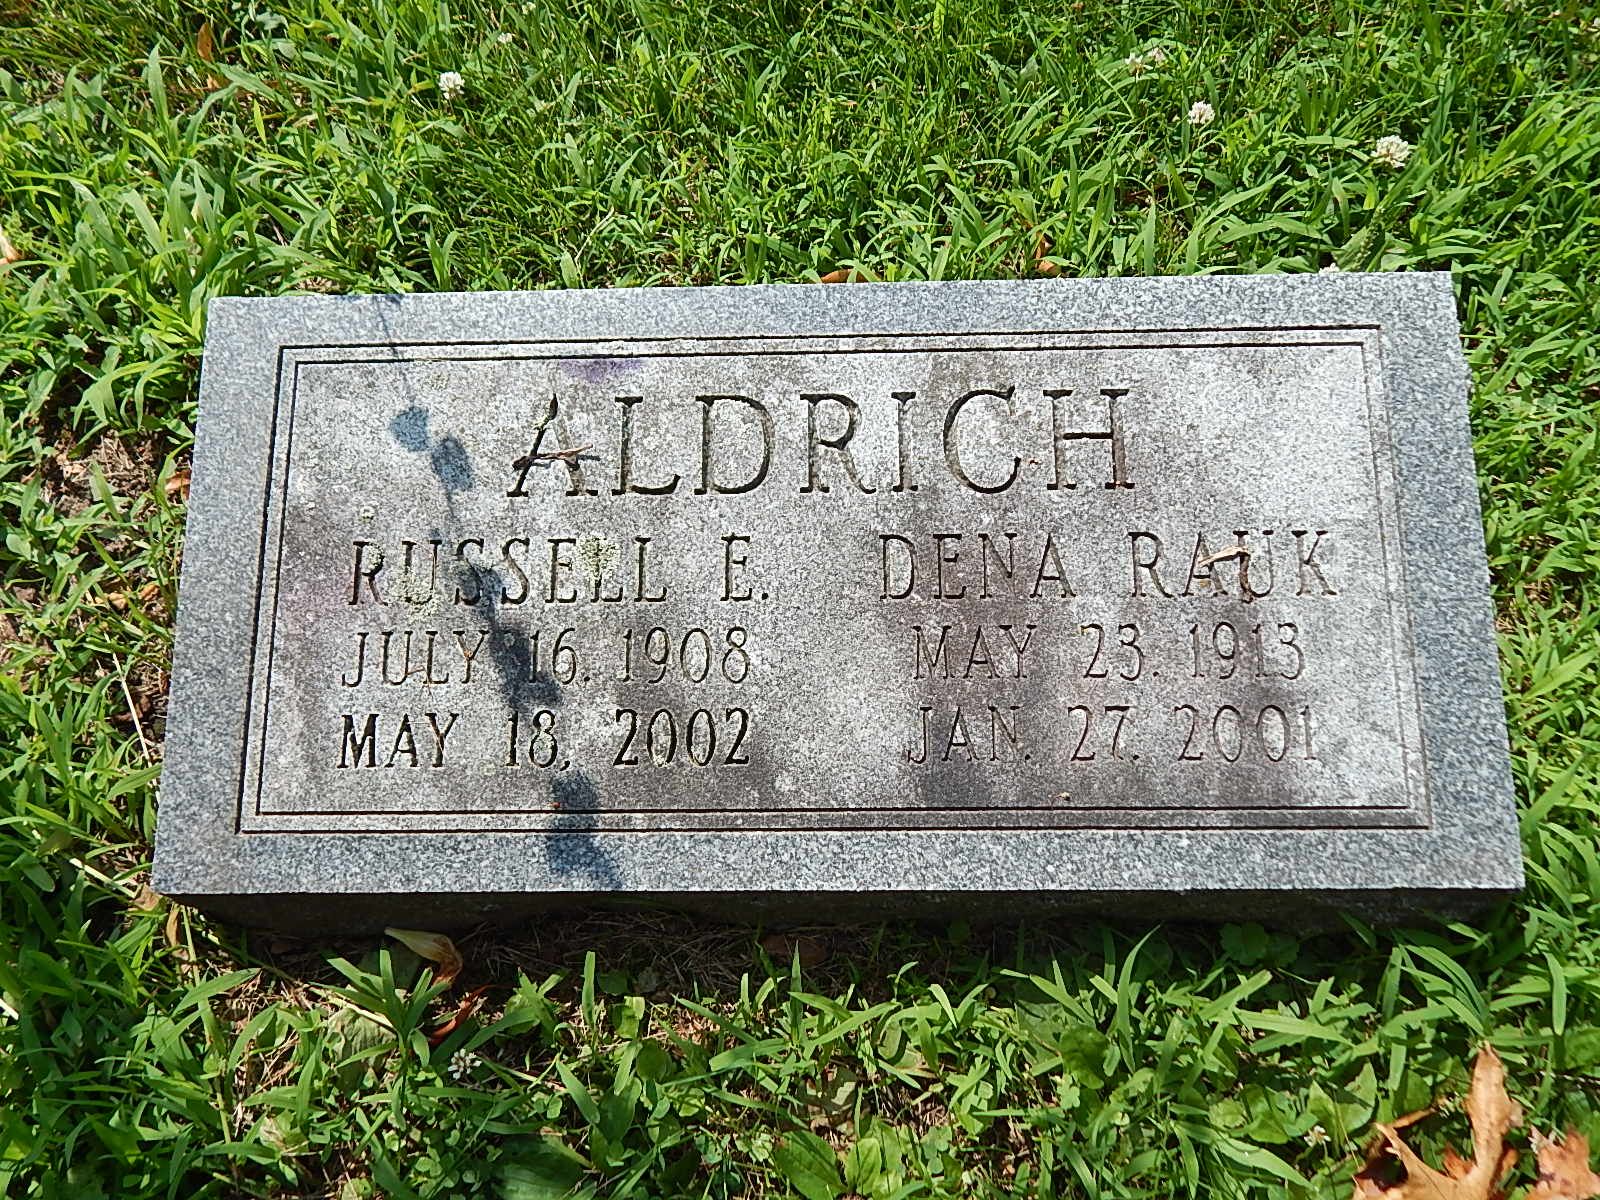 ALDRICH
RUSSELL E. DENA RAUK
JULY 16, 1908 MAY 23, 1913
MAY 18, 2002 JAN. 27, 2001